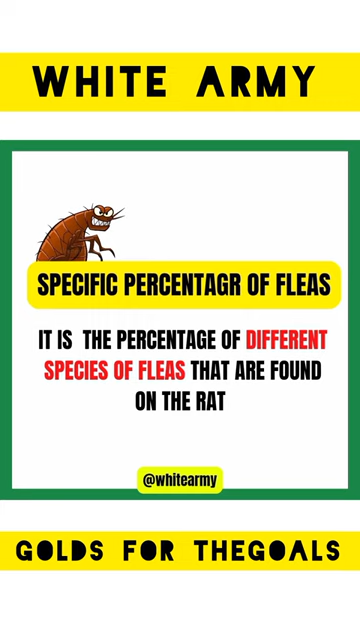 WHITE ARMY
SPECIFIC PERCENTAGR OF FLEAS
IT IS THE PERCENTAGE OF DIFFERENT
SPECIES OF FLEAS THAT ARE FOUND
ON THE RAT
@whitearmy
GOLDS FOR THEGOALS